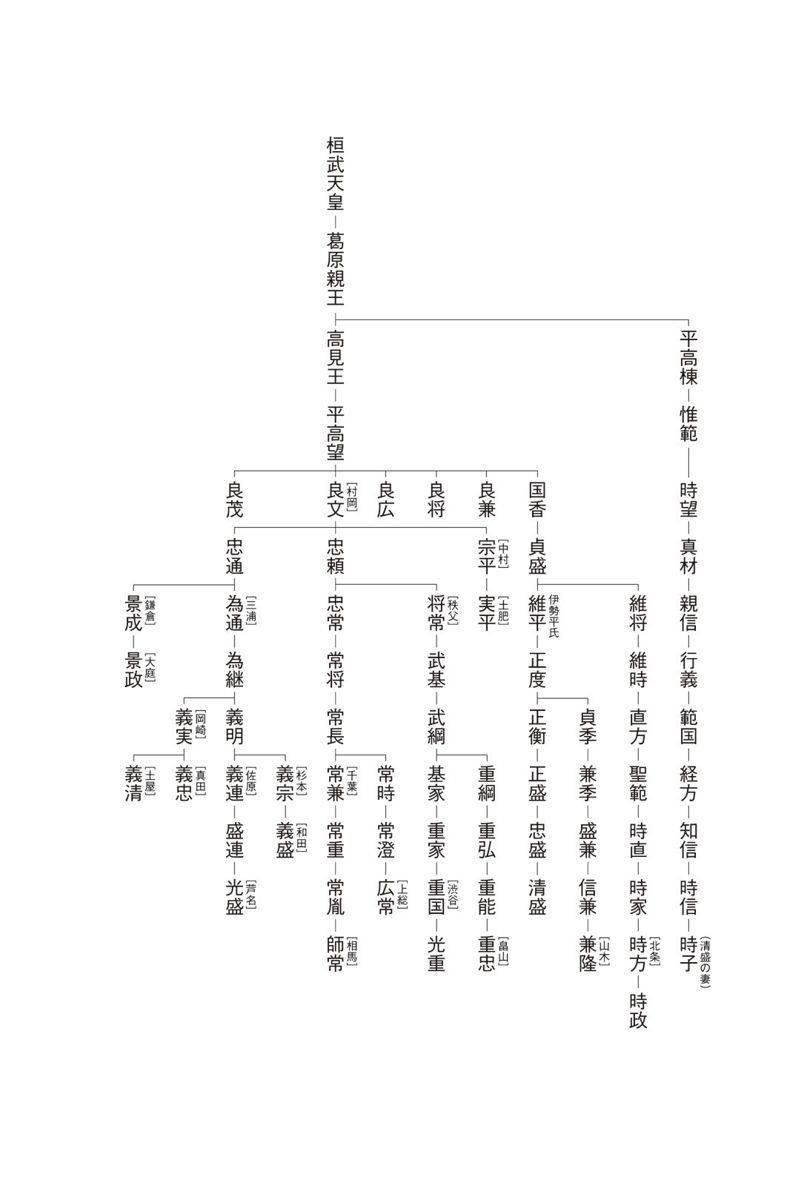 桓武天皇
葛原親王
平高棟
惟範
時望
真材
親信
行義
範国
経方
知信
時信
時子
(清盛の妻)
高見王
平高望
国香
貞盛
維将
維時
直方
聖範
時直
時家
時方
[北条]
時政
維平
伊勢平氏
正度
貞季
兼季
盛兼
信兼
兼隆
[山木]
正衡
正盛
忠盛
清盛
良兼
良将
良広
良文
[村岡]
宗平
[中村]
実平
[土肥]
忠頼
将常
[秩父]
武基
武綱
重綱
重弘
重能
重忠
[畠山]
基家
重家
重国
[渋谷]
光重
忠常
常将
常長
常時
常澄
広常
[上総]
常兼
[千葉]
常重
常胤
師常
[相馬]
忠通
為通
[三浦]
為継
義明
義宗
[杉本]
義盛
[和田]
義連
[佐原]
盛連
光盛
[芦名]
義実
[岡崎]
義忠
[真田]
義清
[土屋]
景成
[鎌倉]
景政
[大庭]
良茂